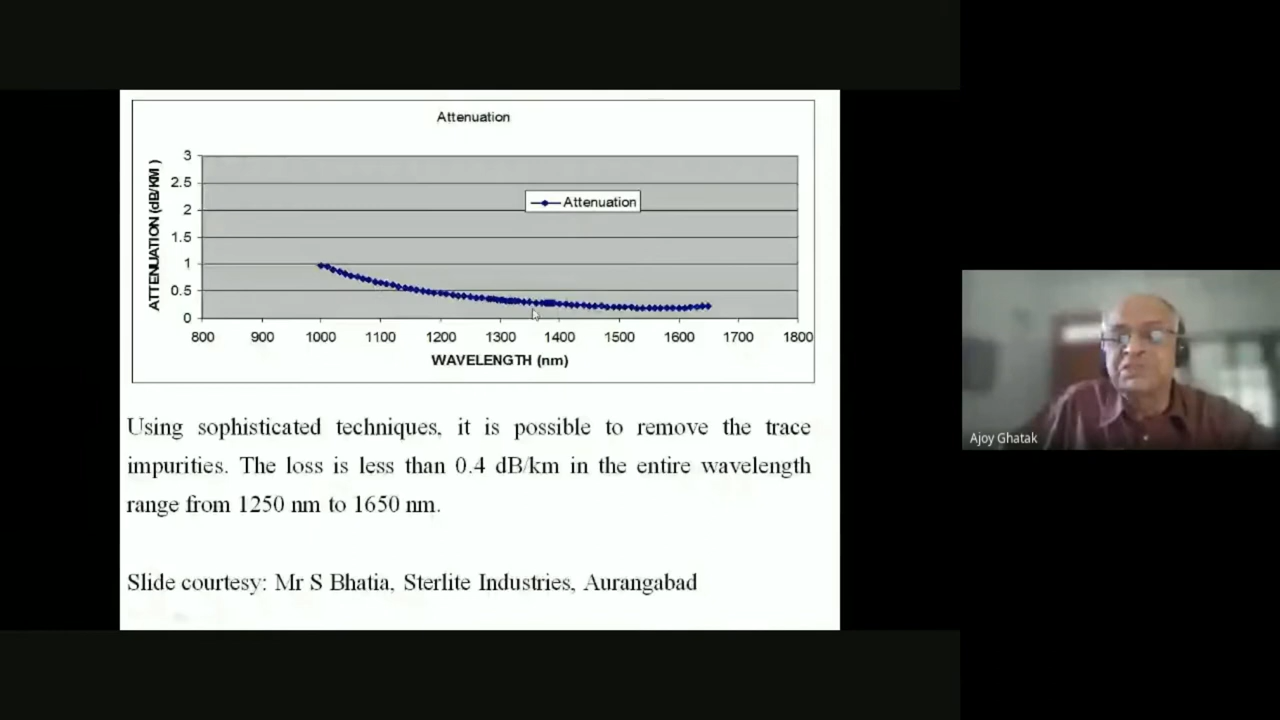 Attenuation
ATTENUATION (dB/KM )
3
2.5
2
1.5
1
0.5
0
Attenuation
800 900 1000 1100 1200 1300 1400 1500 1600 1700 1800
WAVELENGTH (nm)
Using sophisticated techniques, it is possible to remove the trace
impurities. The loss is less than 0.4 dB/km in the entire wavelength
range from 1250 nm to 1650 nm.
Slide courtesy: Mr S Bhatia, Sterlite Industries, Aurangabad
Ajoy Ghatak